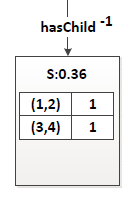 hasChild -1
S:0.36
(1,2) 1
(3,4) 1